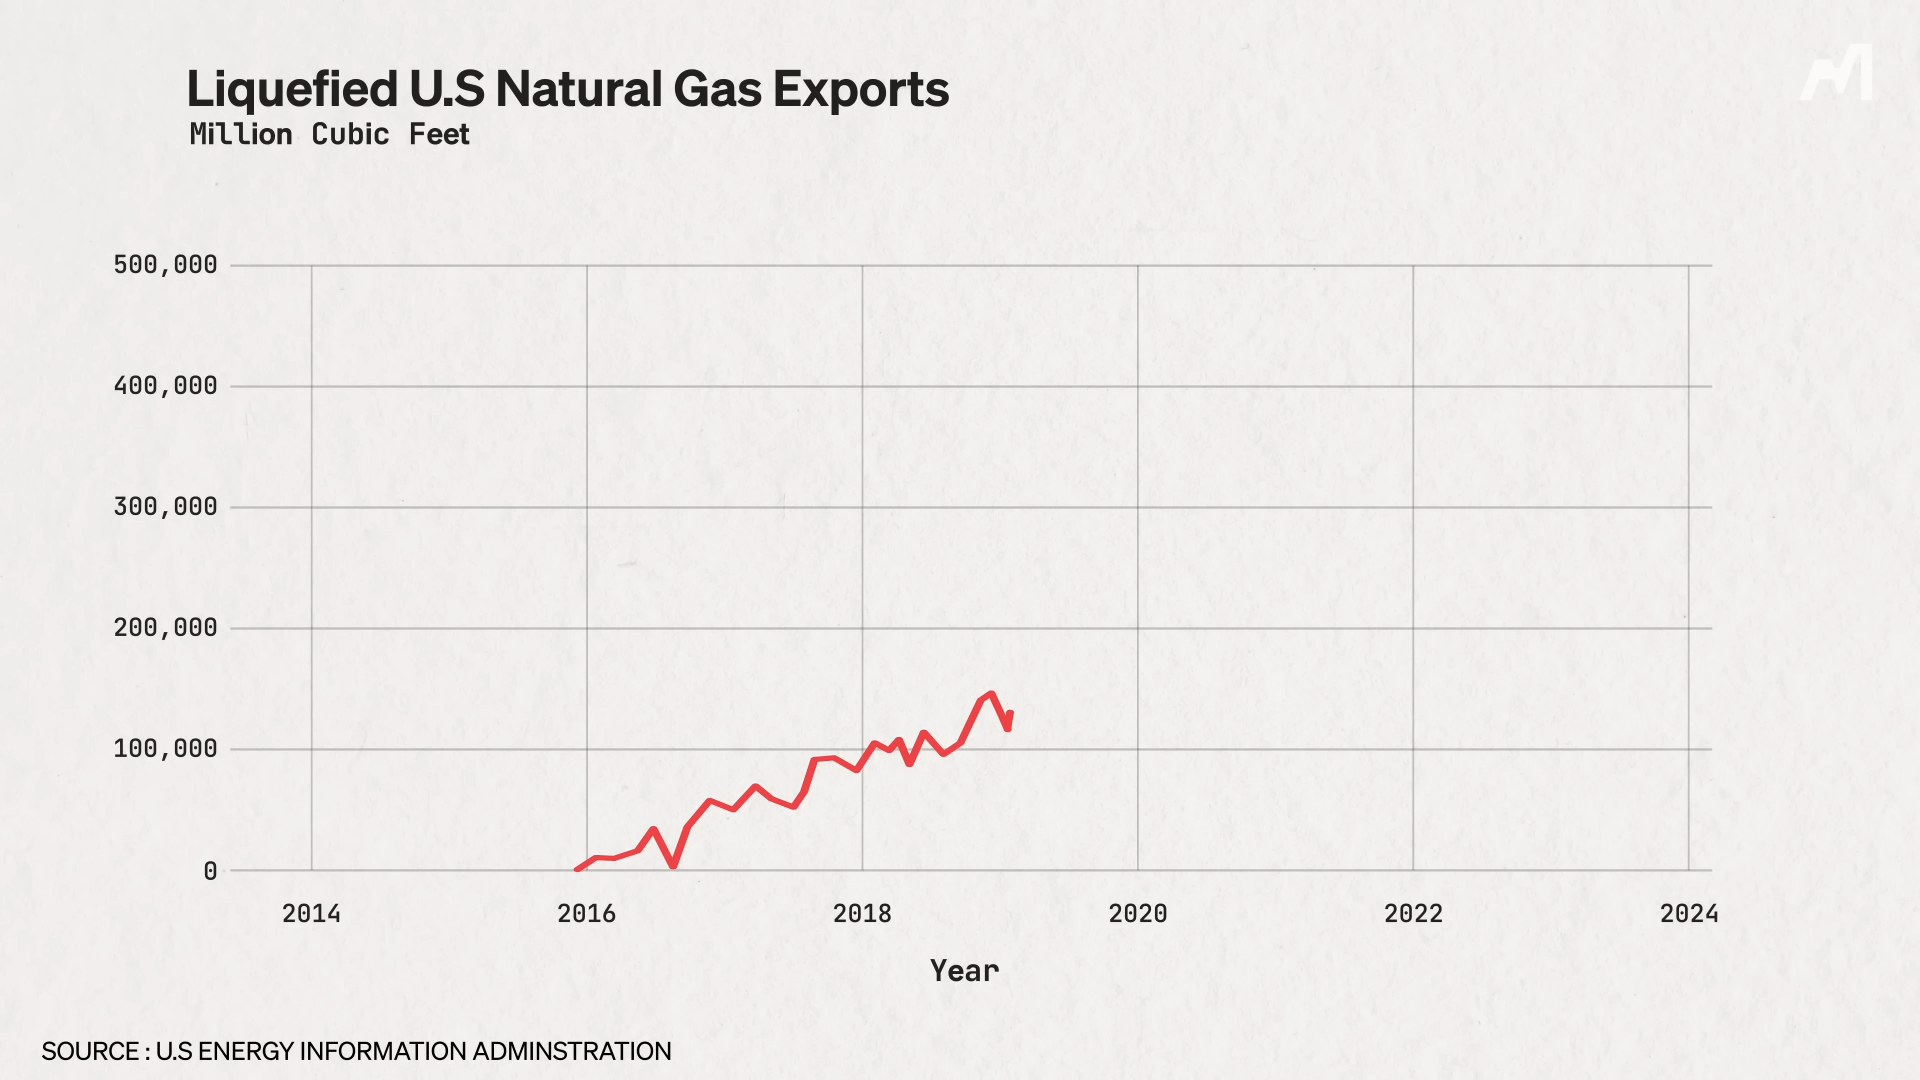 Liquefied U.S Natural Gas Exports
Million Cubic Feet
500,000
400,000
300,000
200,000
100,000
0
2014 2016 2018 2020 2022 2024
Year
SOURCE : U.S ENERGY INFORMATION ADMINSTRATION